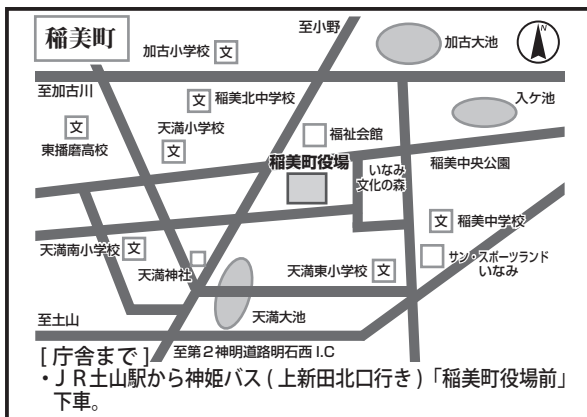 稲美町
至小野
N
加古小学校 文
加古大池
至加古川
文 稲美北中学校
入ケ池
文
東播磨高校
天満小学校
文
福祉会館
稲美町役場
いなみ
文化の森
稲美中央公園
文 稲美中学校
天満南小学校 文
天満神社
天満東小学校 文
サン・スポーツランド
いなみ
至土山
天満大池
[ 庁舎まで ]
至第2神明道路明石西 I.C
・ＪＲ土山駅から神姫バス ( 上新田北口行き )「稲美町役場前」
下車。